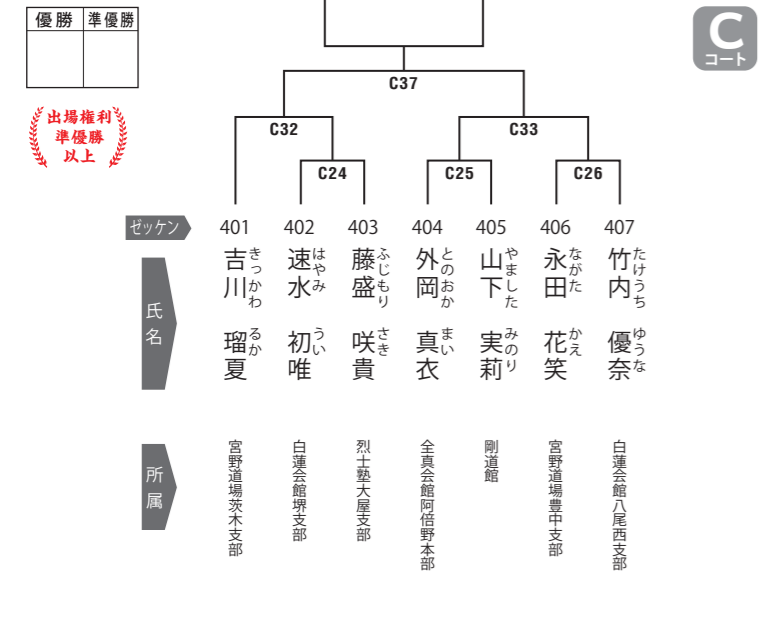 優勝 準優勝
C
コート
出場権利
準優勝
以上
C37
C32 C33
C24 C25 C26
ゼッケン 401 402 403 404 405 406 407
氏名
吉川 瑠夏
きっかわ るか
速水 初唯
はやみ うい
藤盛 咲貴
ふじもり さき
外岡 真衣
とのおか まい
山下 実莉
やました みのり
永田 花笑
ながた かえ
竹内 優奈
たけうち ゆうな
所属
宮野道場茨木支部
白蓮会館堺支部
烈士塾大屋支部
全真会館阿倍野本部
剛道館
宮野道場豊中支部
白蓮会館八尾西支部